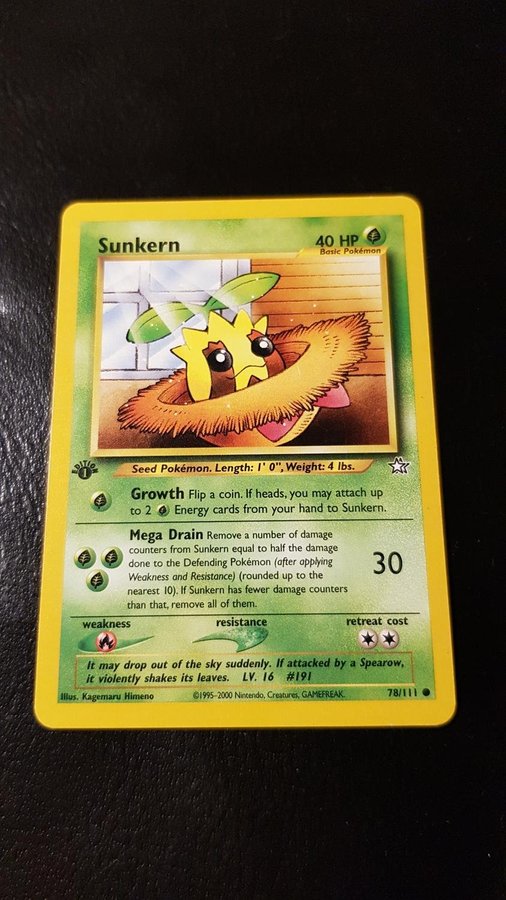 Sunkern
40 HP
Basic Pokémon
EDITION
1
Seed Pokémon. Length: 1' 0", Weight: 4 lbs.
Growth Flip a coin. If heads, you may attach up
to 2 Energy cards from your hand to Sunkern.
Mega Drain Remove a number of damage
counters from Sunkern equal to half the damage
done to the Defending Pokémon (after applying
Weakness and Resistance) (rounded up to the
nearest 10). If Sunkern has fewer damage counters
than that, remove all of them.
30
weakness
resistance
retreat cost
It may drop out of the sky suddenly. If attacked by a Spearow,
it violently shakes its leaves. LV. 16 #191
Illus. Kagemaru Himeno
©1995-2000 Nintendo, Creatures, GAMEFREAK.
78/111